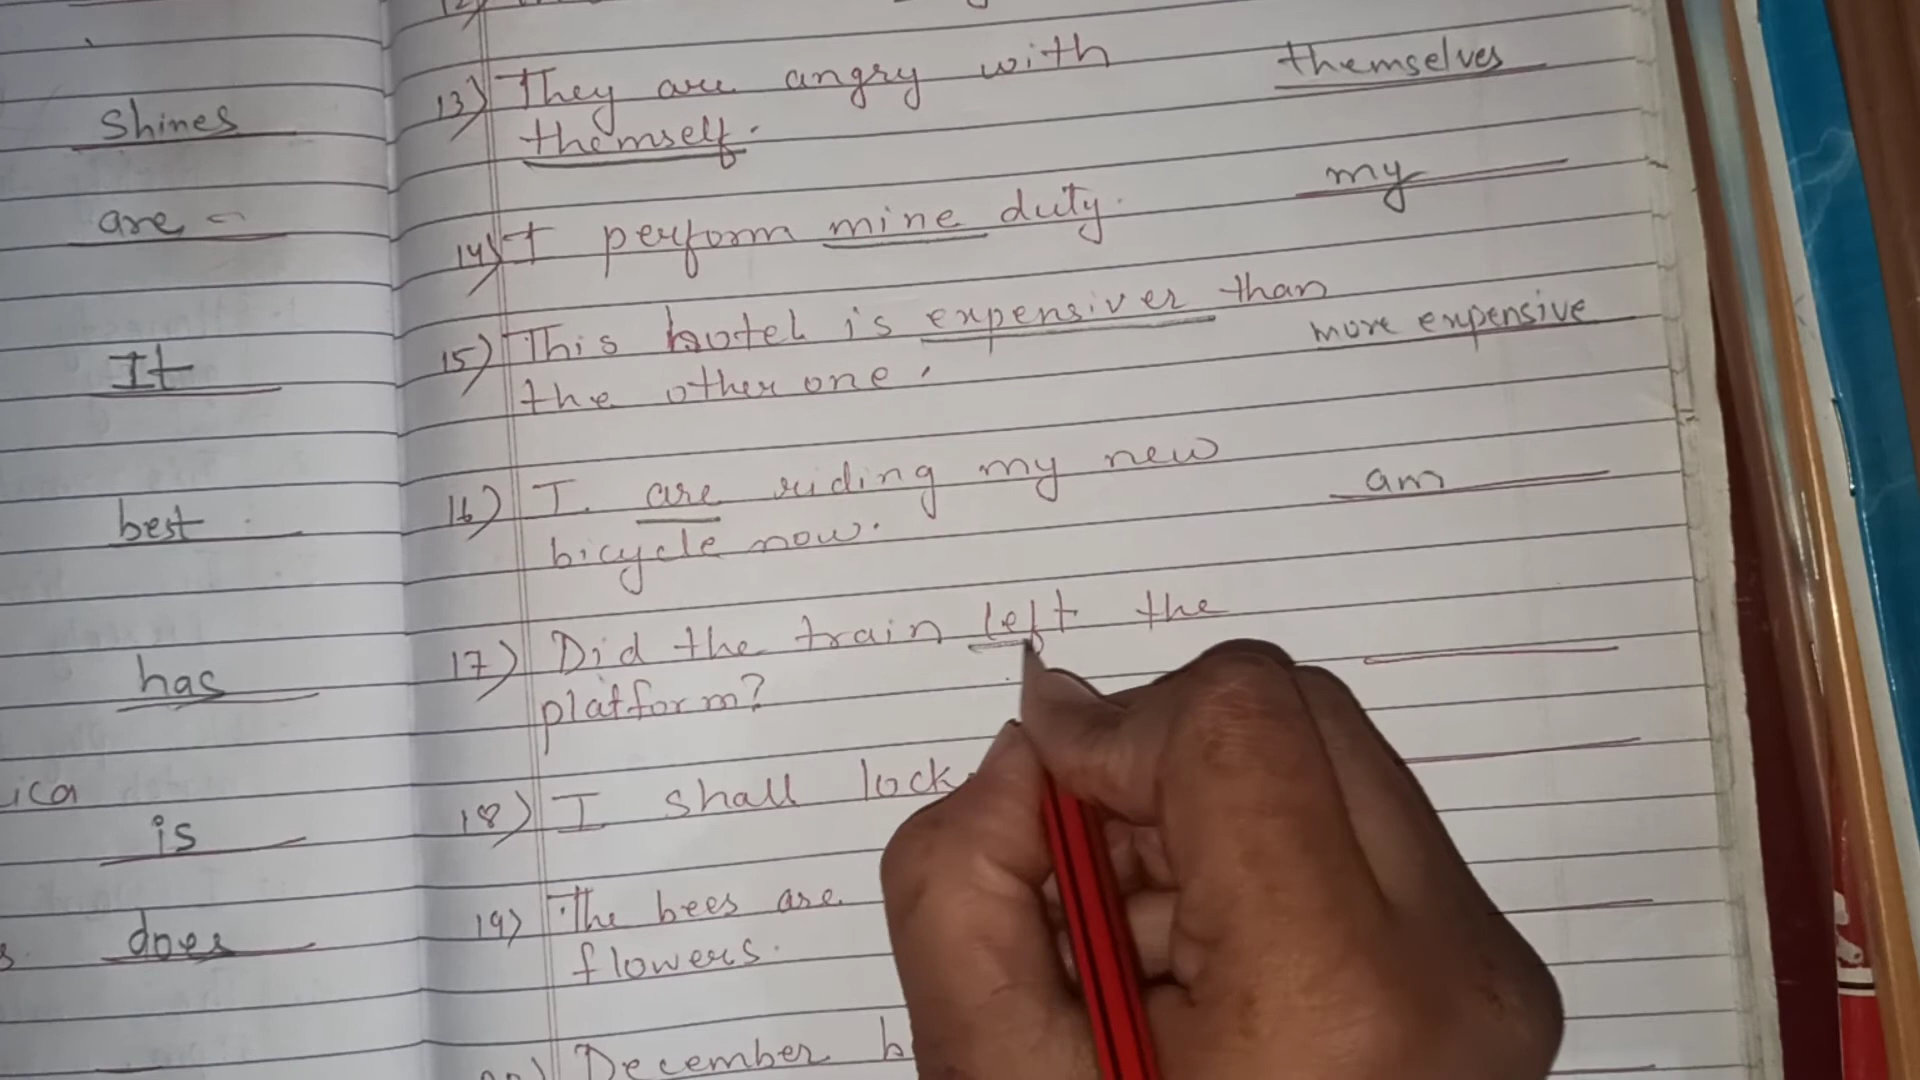 shines
are
It
best
has
ica
is
does
13) They are angry with themselves
themself.
14) I perform mine duty. my
15) This hotel is expensiver than more expensive
the other one.
16) I are riding my new am
bicycle now.
17) Did the train left the
platform?
18) I shall lock
19) The bees are
flowers.
December b